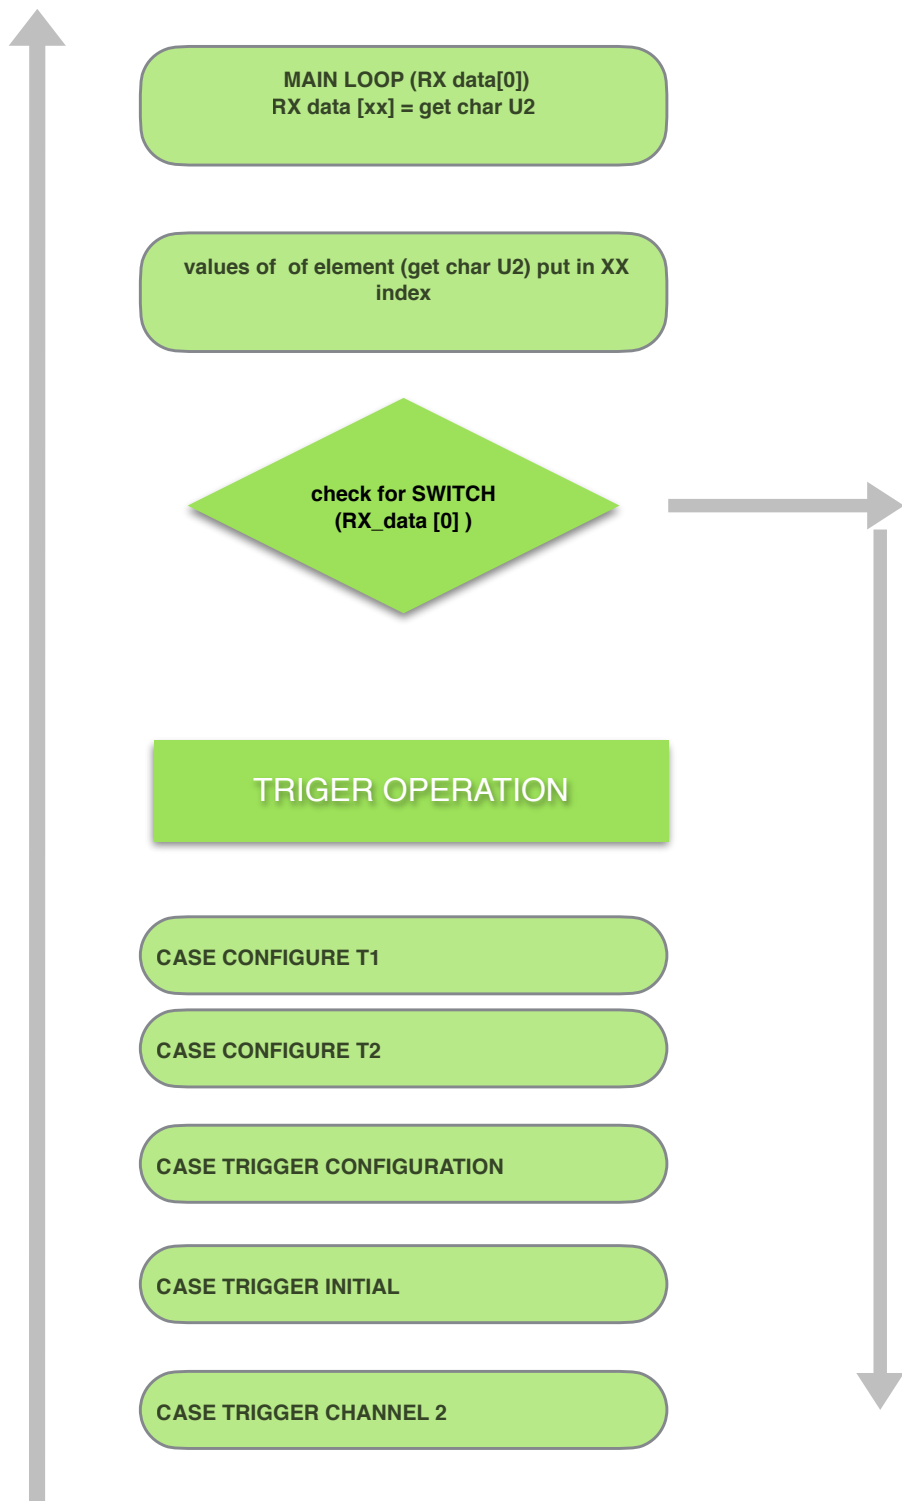 MAIN LOOP (RX data[0])
RX data [xx] = get char U2
values of  of element (get char U2) put in XX
index
check for SWITCH
(RX_data [0] )
TRIGER OPERATION
CASE CONFIGURE T1
CASE CONFIGURE T2
CASE TRIGGER CONFIGURATION
CASE TRIGGER INITIAL
CASE TRIGGER CHANNEL 2